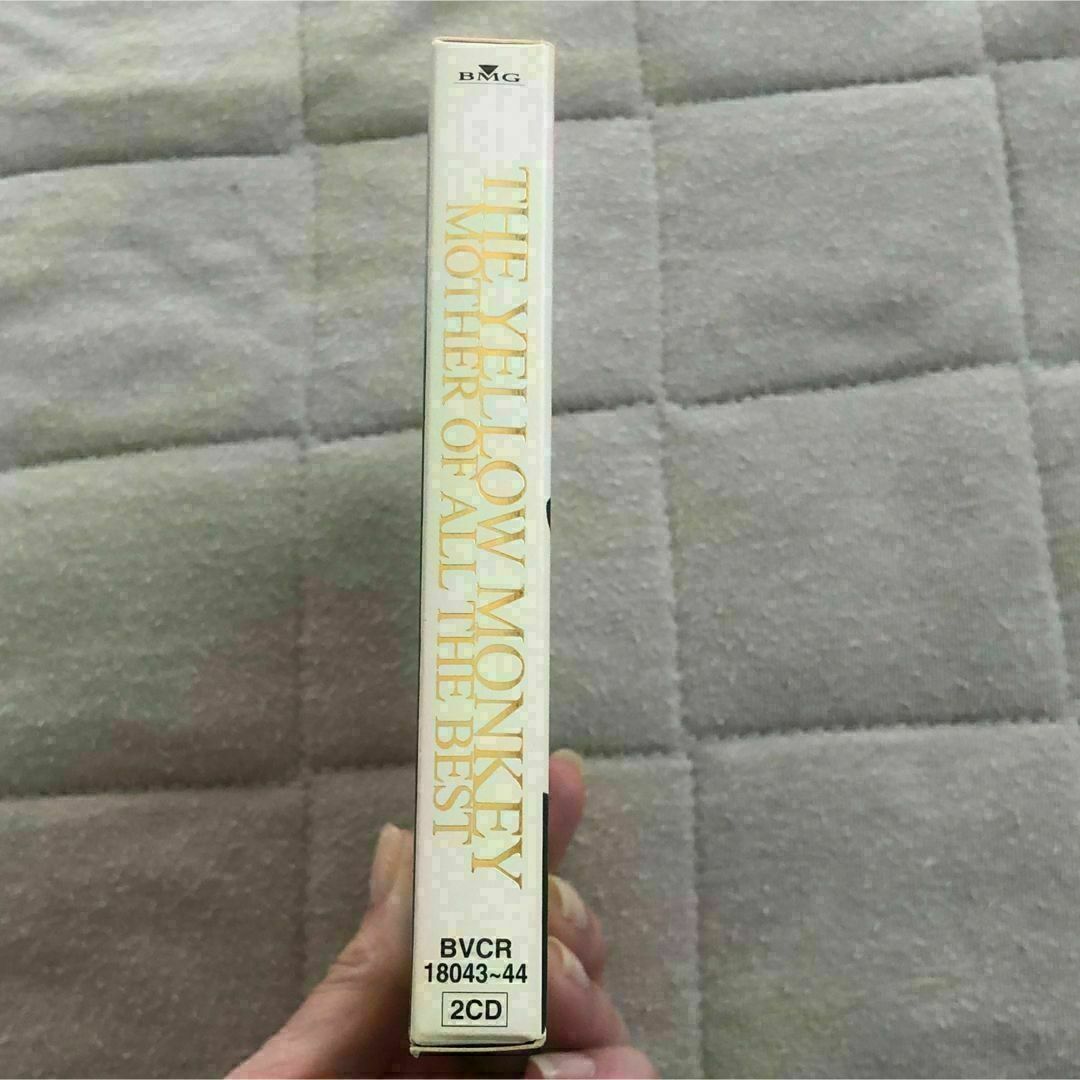 BMG
THE YELLOW MONKEY
MOTHER OF ALL THE BEST
BVCR
18043~44
2CD